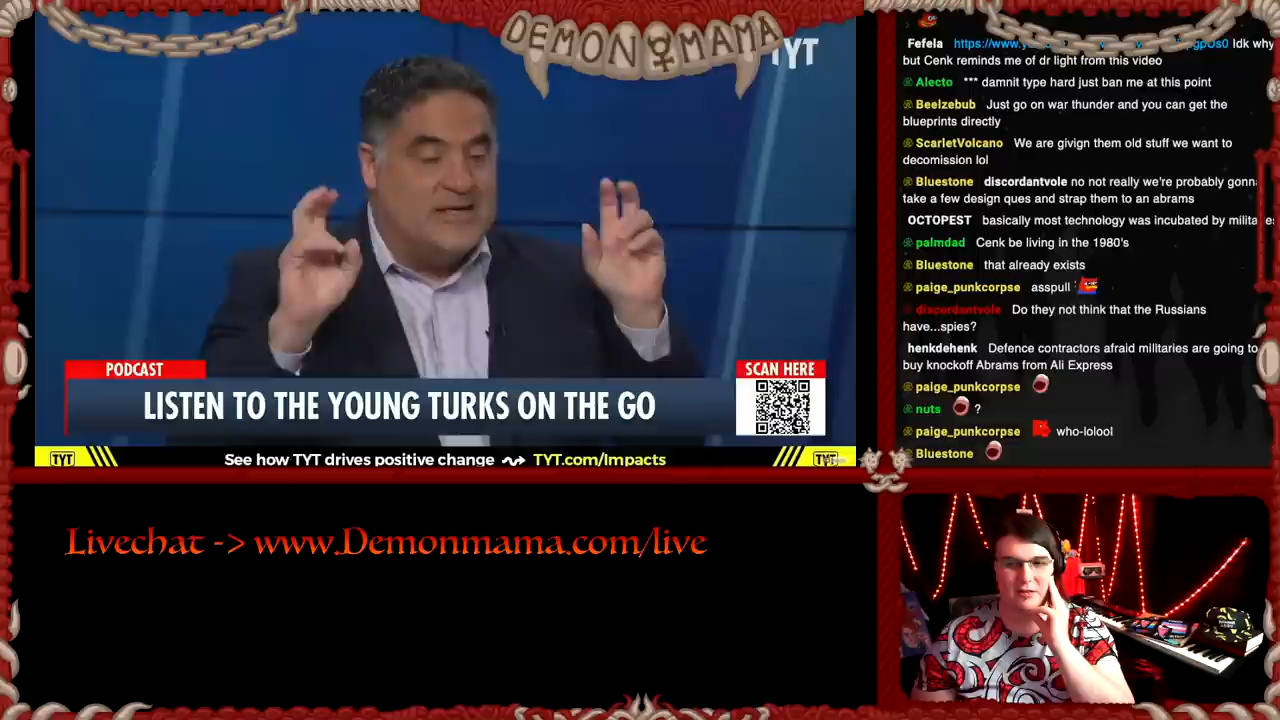 DEMON MAMA
TYT
PODCAST
LISTEN TO THE YOUNG TURKS ON THE GO
SCAN HERE
TYT
See how TYT drives positive change
TYT.com/Impacts
TYT
Livechat -> www.Demonmama.com/live
Fefela Idk why
but Cenk reminds me of dr light from this video
Alecto *** damnit type hard just ban me at this point
Beelzebub Just go on war thunder and you can get the
blueprints directly
ScarletVolcano We are givign them old stuff we want to
decomission lol
Bluestone discordantvole no not really we're probably gonn
take a few design ques and strap them to an abrams
OCTOPEST basically most technology was incubated by
palmdad Cenk be living in the 1980's
Bluestone that already exists
paige_punkcorpse asspull
discordantvole Do they not think that the Russians
have...spies?
henkdehenk Defence contractors afraid militaries are going to
buy knockoff Abrams from Ali Express
paige_punkcorpse
nuts ?
paige_punkcorpse who-lolool
Bluestone